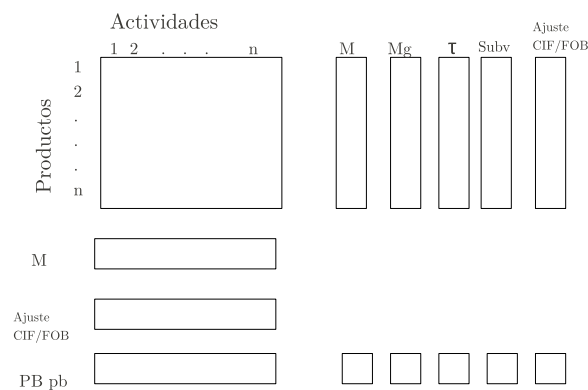 Actividades
1 2 . . . n
M Mg τ Subv Ajuste
CIF/FOB
Productos
1
2
.
.
.
n
M
Ajuste
CIF/FOB
PB pb